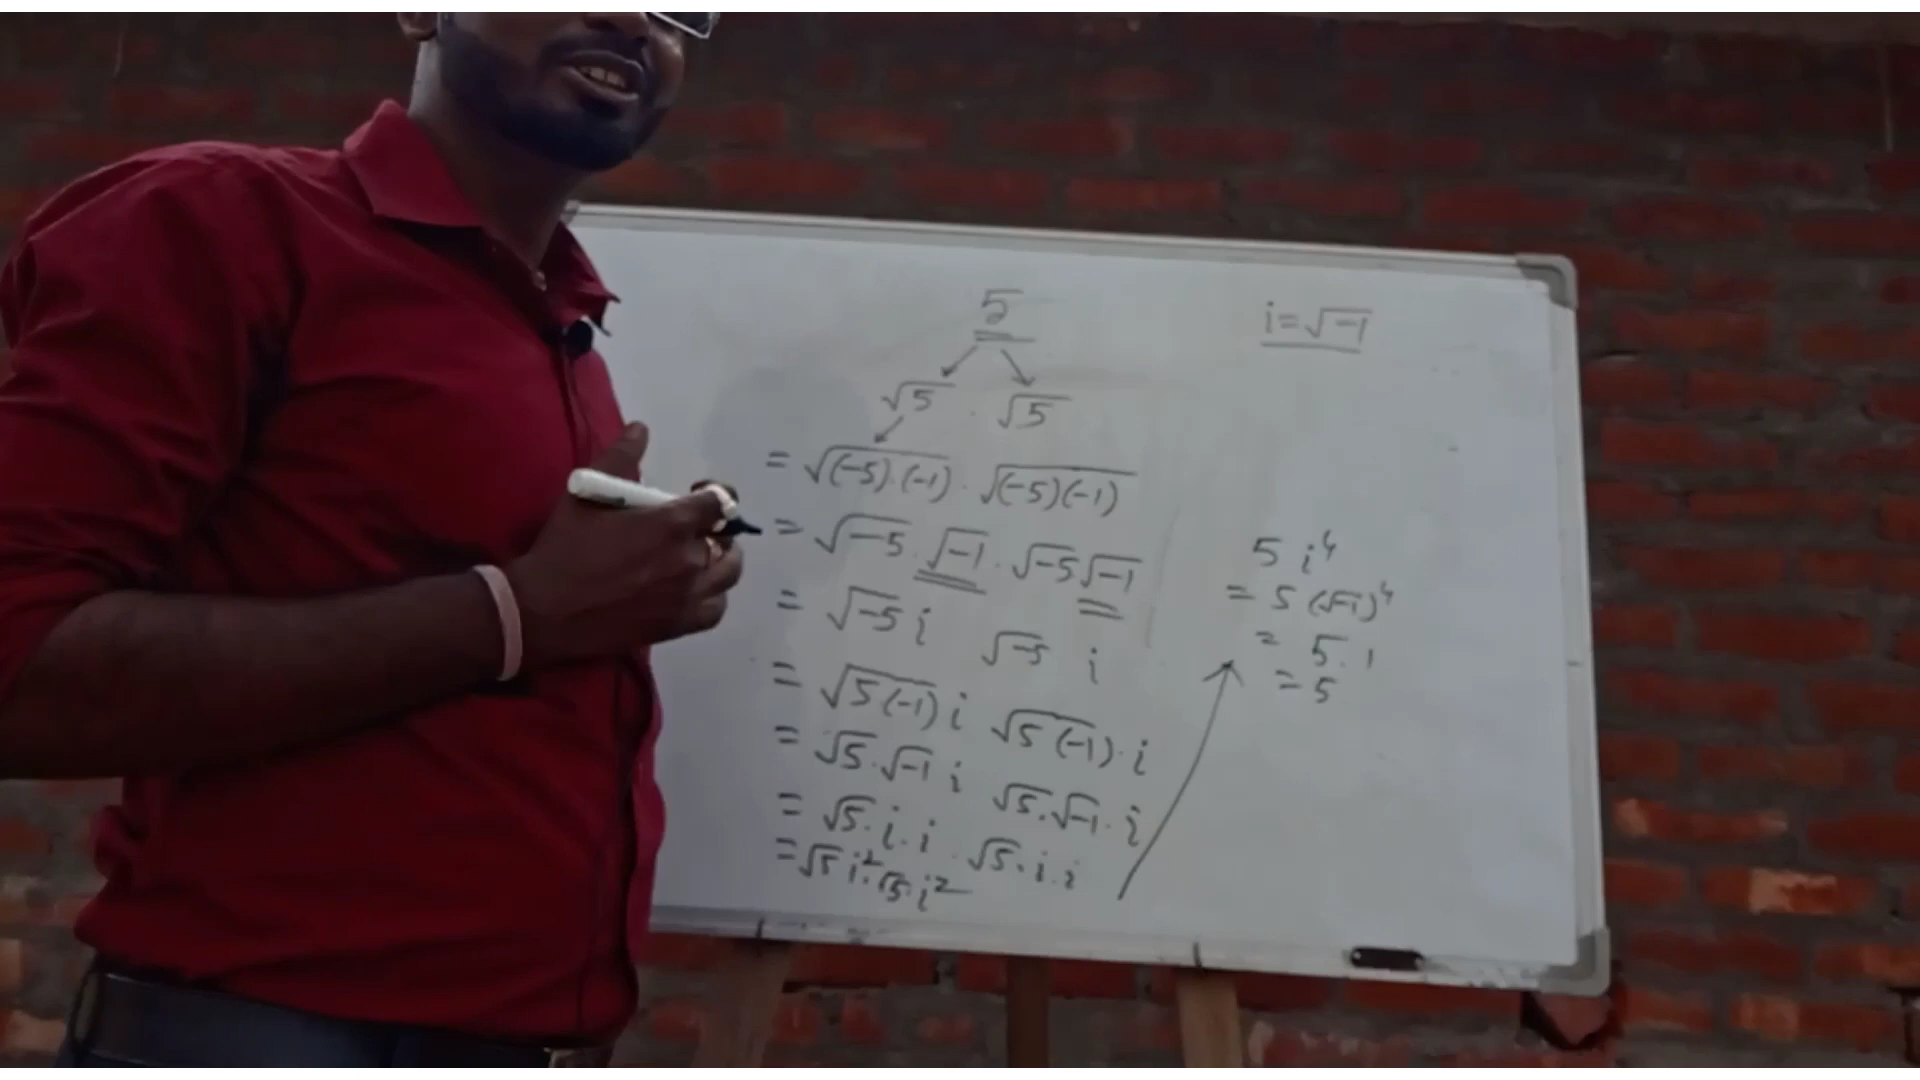 5
i=√-1
√5 . √5
= √(-5).(-1) . √(-5)(-1)
= √-5 . √-1 . √-5 √-1
= √-5 i √-5 i
= √5(-1) i √5(-1) . i
= √5 . √-1 i √5 . √-1 . i
= √5 . i . i . √5 . i . i
= √5 i² . √5 . i²
5 i⁴
= 5 (√-1)⁴
= 5 . 1
= 5